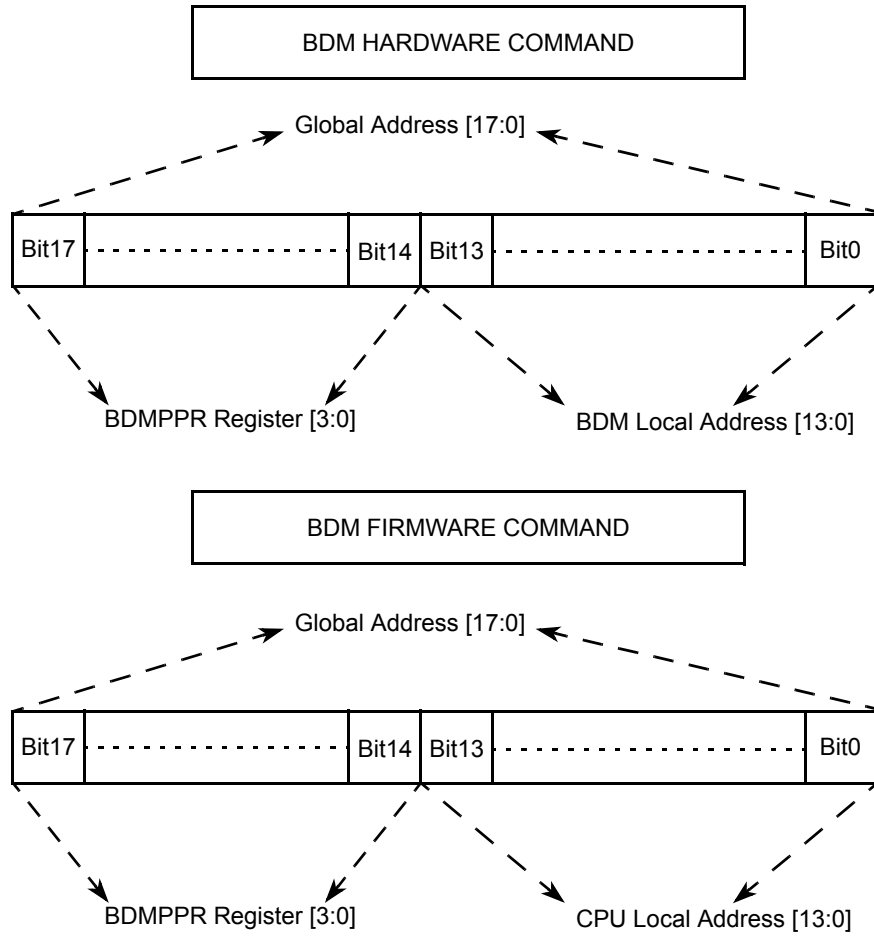 BDM HARDWARE COMMAND
Global Address [17:0]
Bit17 Bit14 Bit13 Bit0
BDMPPR Register [3:0] BDM Local Address [13:0]
BDM FIRMWARE COMMAND
Global Address [17:0]
Bit17 Bit14 Bit13 Bit0
BDMPPR Register [3:0] CPU Local Address [13:0]